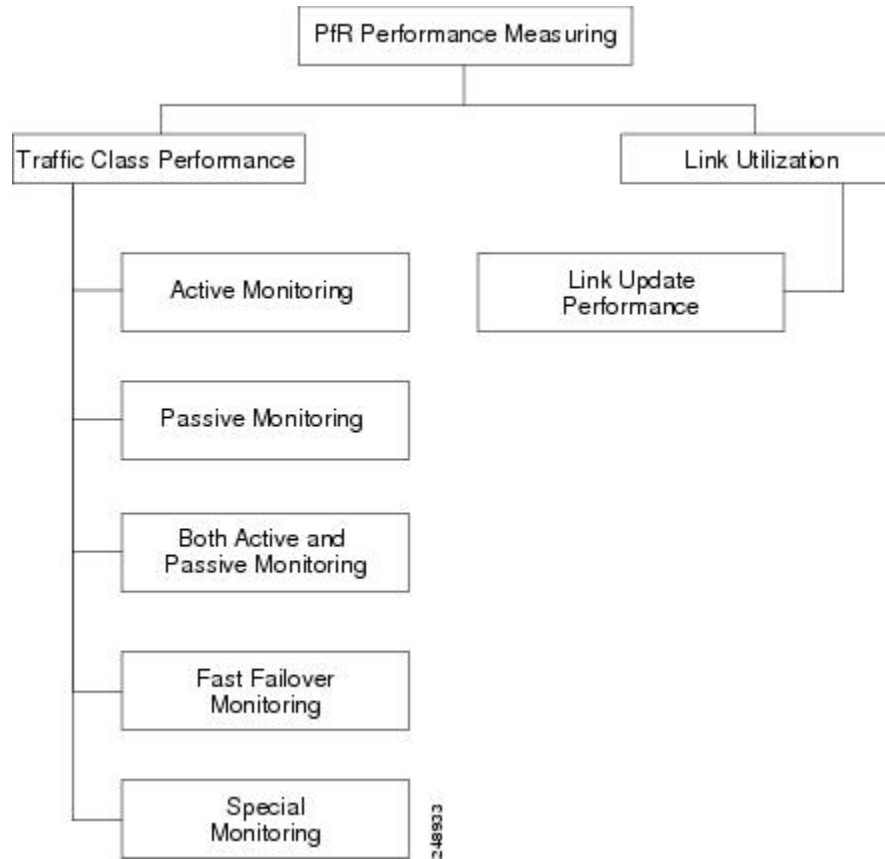 PfR Performance Measuring
Traffic Class Performance
Link Utilization
Active Monitoring
Link Update
Performance
Passive Monitoring
Both Active and
Passive Monitoring
Fast Failover
Monitoring
Special
Monitoring
248933